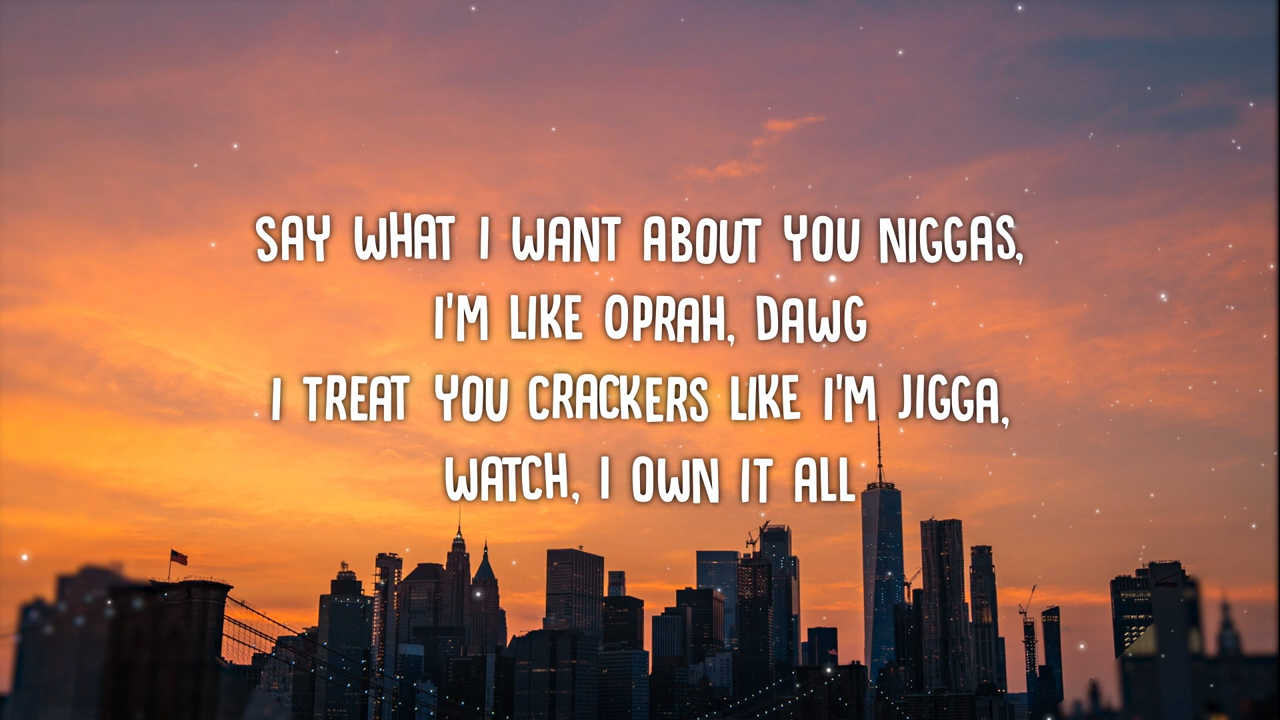 SAY WHAT I WANT ABOUT YOU NIGGAS,
I'M LIKE OPRAH, DAWG
I TREAT YOU CRACKERS LIKE I'M JIGGA,
WATCH, I OWN IT ALL